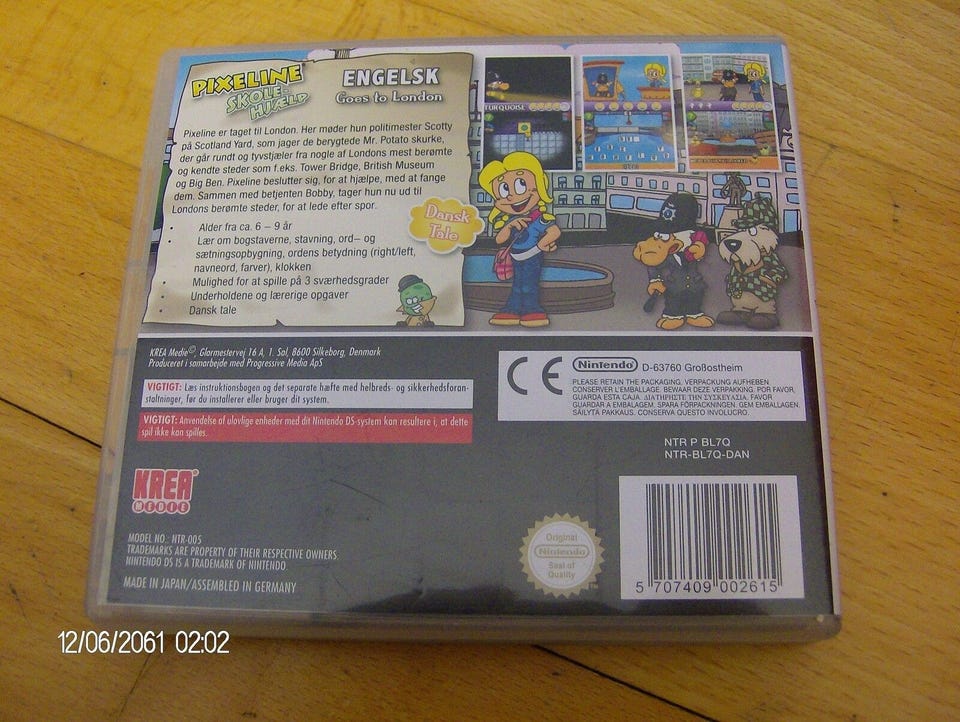 PIXELINE
SKOLE-
HJÆLP
ENGELSK
Goes to London
Pixeline er taget til London. Her møder hun politimester Scotty
på Scotland Yard, som jager de berygtede Mr. Potato skurke,
der går rundt og tyvstjæler fra nogle af Londons mest berømte
og kendte steder som f.eks. Tower Bridge, British Museum
og Big Ben. Pixeline beslutter sig, for at hjælpe, med at fange
dem. Sammen med betjenten Bobby, tager hun nu ud til
Londons berømte steder, for at lede efter spor.
• Alder fra ca. 6 – 9 år
• Lær om bogstaverne, stavning, ord– og
sætningsopbygning, ordens betydning (right/left,
navneord, farver), klokken
• Mulighed for at spille på 3 sværhedsgrader
• Underholdene og lærerige opgaver
• Dansk tale
Dansk
Tale
TURQUOISE
KREA Medie©, Glarmestervej 16 A, 1. Sal, 8600 Silkeborg, Denmark
Produceret i samarbejde med Progressive Media ApS
VIGTIGT: Læs instruktionsbogen og det separate hæfte med helbreds- og sikkerhedsforan-
staltninger, før du installerer eller bruger dit system.
VIGTIGT: Anvendelse af ulovlige enheder med dit Nintendo DS-system kan resultere i, at dette
spil ikke kan spilles.
CE
Nintendo D-63760 Großostheim
PLEASE RETAIN THE PACKAGING. VERPACKUNG AUFHEBEN
CONSERVER L'EMBALLAGE. BEWAAR DEZE VERPAKKING. POR FAVOR,
GUARDA ESTA CAJA. ΔΙΑΤΗΡΗΣΤΕ ΤΗΝ ΣΥΣΚΕΥΑΣΙΑ. FAVOR
GUARDAR A EMBALAGEM. SPARA FÖRPACKNINGEN. GEM EMBALLAGEN.
SÄILYTÄ PAKKAUS. CONSERVA QUESTO INVOLUCRO.
NTR P BL7Q
NTR-BL7Q-DAN
KREA
MEDIE
MODEL NO.: NTR-005
TRADEMARKS ARE PROPERTY OF THEIR RESPECTIVE OWNERS.
NINTENDO DS IS A TRADEMARK OF NINTENDO
MADE IN JAPAN/ASSEMBLED IN GERMANY
Original
Nintendo
Seal of
Quality
5 707409 002615
12/06/2061 02:02